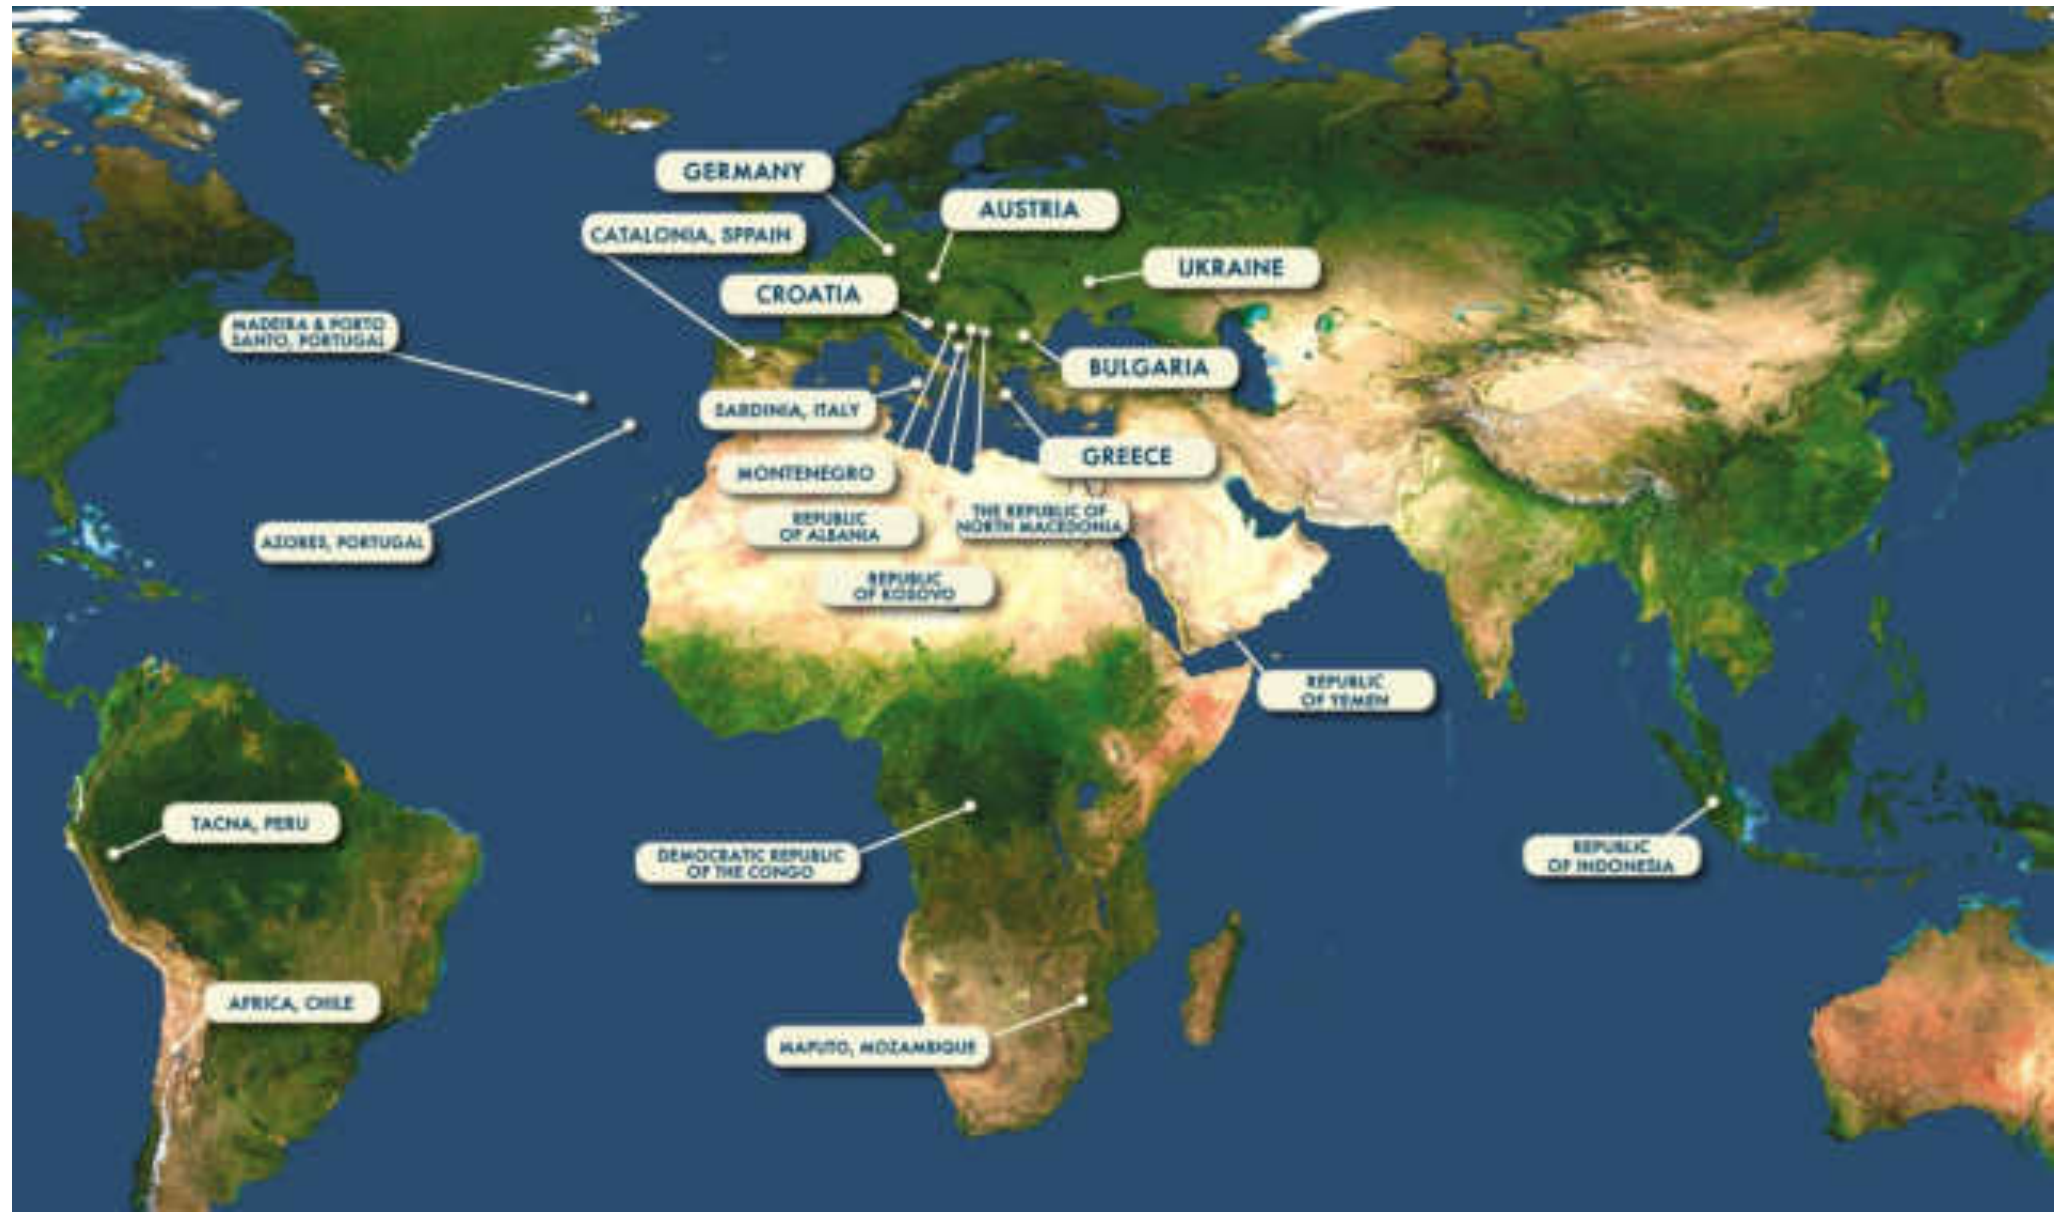 GERMANY
AUSTRIA
CATALONIA, SPPAIN
UKRAINE
CROATIA
MADEIRA & PORTO
SANTO, PORTUGAL
BULGARIA
SARDINIA, ITALY
GREECE
MONTENEGRO
REPUBLIC
OF ALBANIA
THE REPUBLIC OF
NORTH MACEDONIA
AZORES, PORTUGAL
REPUBLIC
OF KOSOVO
REPUBLIC
OF YEMEN
TACNA, PERU
DEMOCRATIC REPUBLIC
OF THE CONGO
REPUBLIC
OF INDONESIA
AFRICA, CHILE
MAPUTO, MOZAMBIQUE